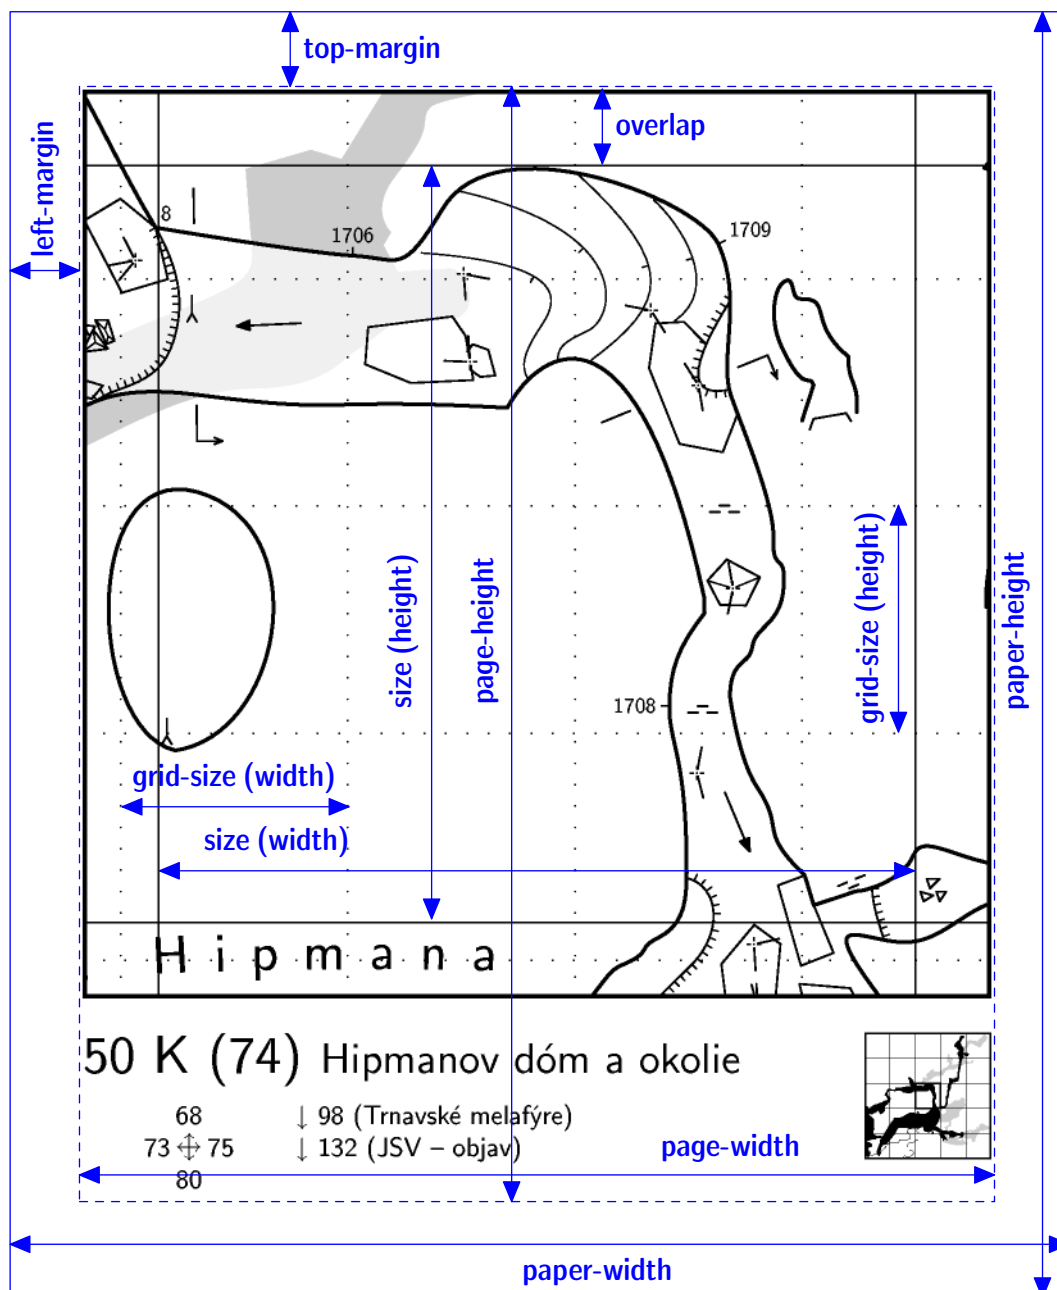 top-margin
overlap
left-margin
8
1706
1709
size (height)
page-height
grid-size (height)
paper-height
1708
grid-size (width)
size (width)
Hipmana
50 K (74) Hipmanov dóm a okolie
68 ↓ 98 (Trnavské melafýre)
73 75 ↓ 132 (JSV – objav)
page-width
80
paper-width